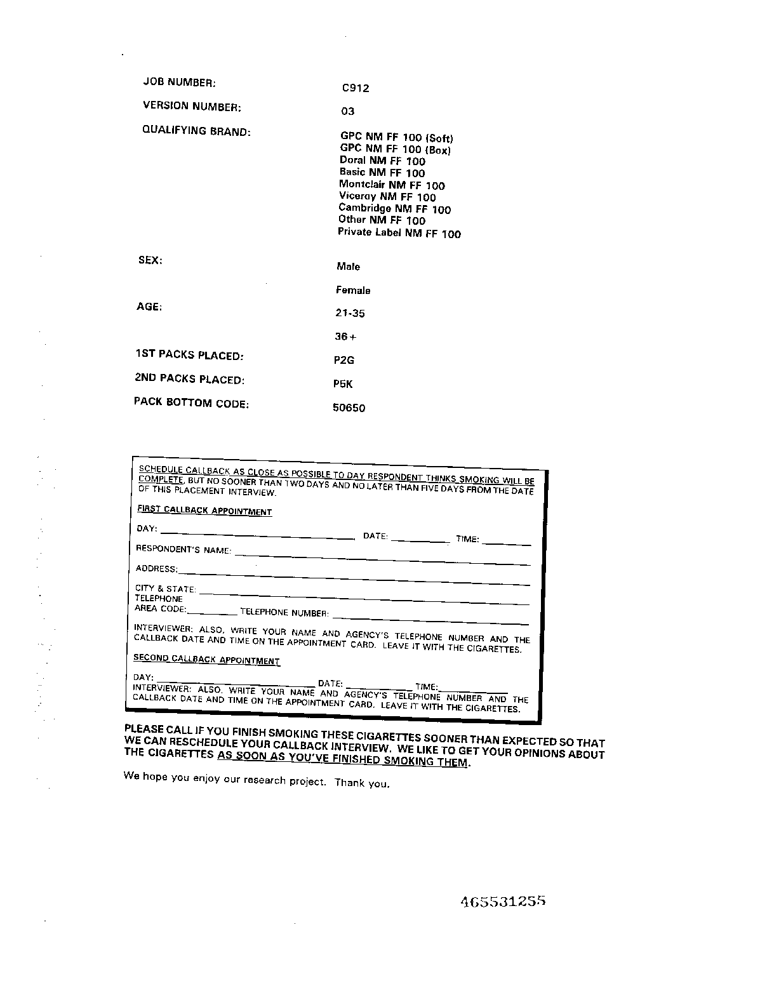 JOB NUMBER: C912
VERSION NUMBER: 03
QUALIFYING BRAND: GPC NM FF 100 (Soft)
GPC NM FF 100 (Box)
Doral NM FF 100
Basic NM FF 100
Montclair NM FF 100
Viceroy NM FF 100
Cambridge NM FF 100
Other NM FF 100
Private Label NM FF 100
SEX: Male
Female
AGE: 21-35
36+
1ST PACKS PLACED: P2G
2ND PACKS PLACED: P5K
PACK BOTTOM CODE: 50650
SCHEDULE CALLBACK AS CLOSE AS POSSIBLE TO DAY RESPONDENT THINKS SMOKING WILL BE
COMPLETE, BUT NO SOONER THAN TWO DAYS AND NO LATER THAN FIVE DAYS FROM THE DATE
OF THIS PLACEMENT INTERVIEW.
FIRST CALLBACK APPOINTMENT
DAY: DATE: TIME:
RESPONDENT'S NAME:
ADDRESS:
CITY & STATE:
TELEPHONE
AREA CODE: TELEPHONE NUMBER:
INTERVIEWER: ALSO, WRITE YOUR NAME AND AGENCY'S TELEPHONE NUMBER AND THE
CALLBACK DATE AND TIME ON THE APPOINTMENT CARD. LEAVE IT WITH THE CIGARETTES.
SECOND CALLBACK APPOINTMENT
DAY: DATE: TIME:
INTERVIEWER: ALSO, WRITE YOUR NAME AND AGENCY'S TELEPHONE NUMBER AND THE
CALLBACK DATE AND TIME ON THE APPOINTMENT CARD. LEAVE IT WITH THE CIGARETTES.
PLEASE CALL IF YOU FINISH SMOKING THESE CIGARETTES SOONER THAN EXPECTED SO THAT
WE CAN RESCHEDULE YOUR CALLBACK INTERVIEW. WE LIKE TO GET YOUR OPINIONS ABOUT
THE CIGARETTES AS SOON AS YOU'VE FINISHED SMOKING THEM.
We hope you enjoy our research project. Thank you.
465531255